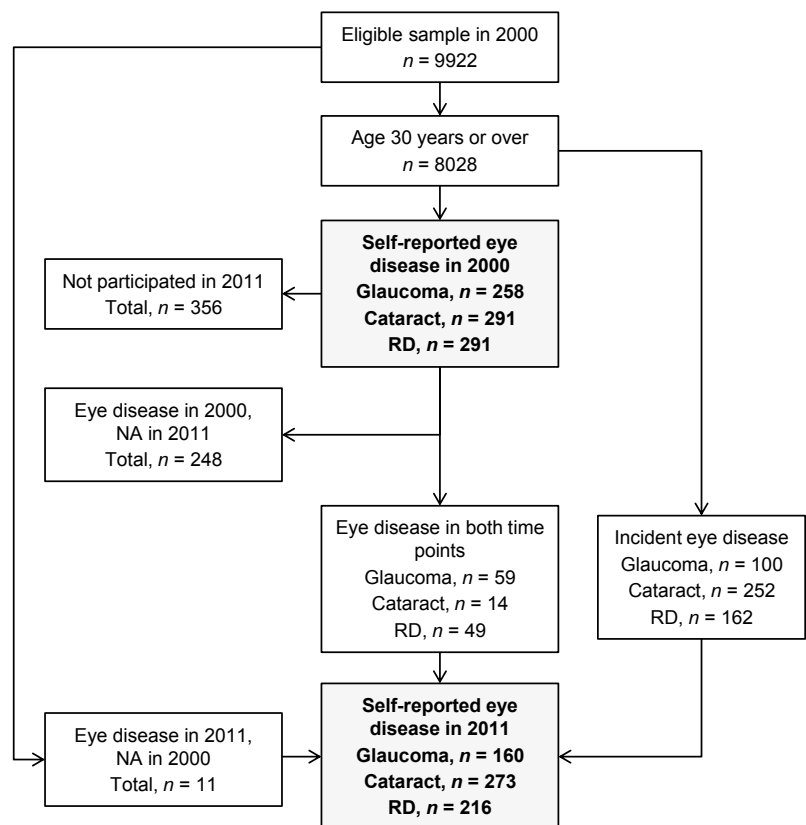 Eligible sample in 2000
n = 9922
Age 30 years or over
n = 8028
Self-reported eye
disease in 2000
Glaucoma, n = 258
Cataract, n = 291
RD, n = 291
Not participated in 2011
Total, n = 356
Eye disease in 2000,
NA in 2011
Total, n = 248
Eye disease in both time
points
Glaucoma, n = 59
Cataract, n = 14
RD, n = 49
Incident eye disease
Glaucoma, n = 100
Cataract, n = 252
RD, n = 162
Eye disease in 2011,
NA in 2000
Total, n = 11
Self-reported eye
disease in 2011
Glaucoma, n = 160
Cataract, n = 273
RD, n = 216